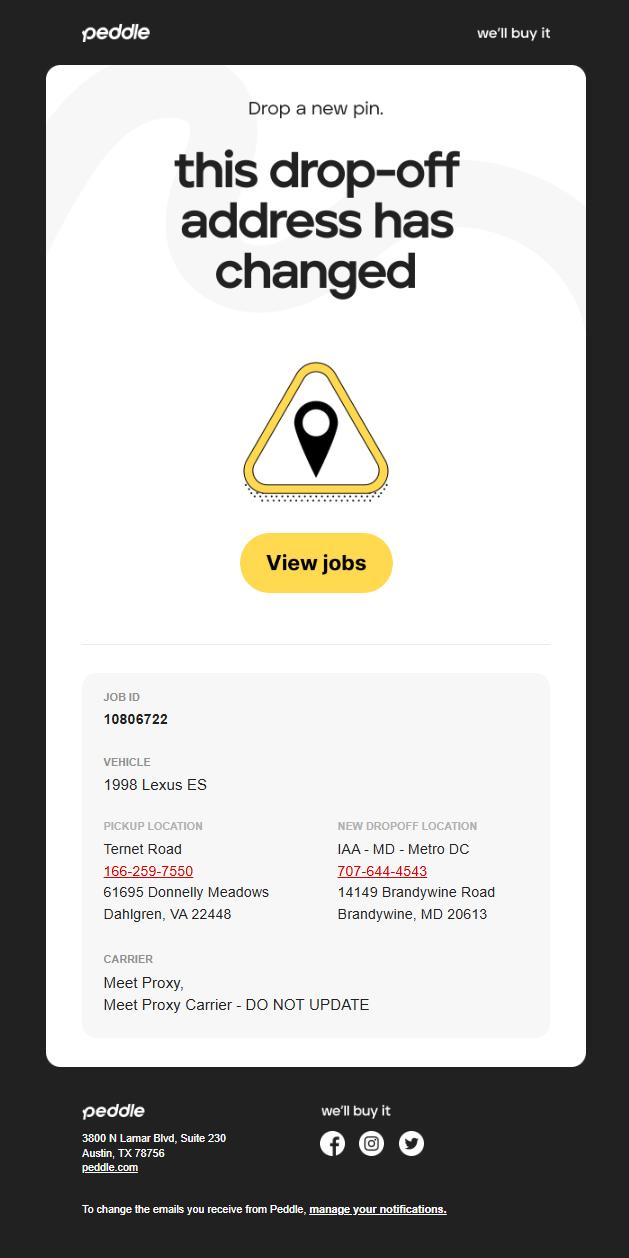 peddle
we'll buy it
Drop a new pin.
this drop-off
address has
changed
View jobs
JOB ID
10806722
VEHICLE
1998 Lexus ES
PICKUP LOCATION
Ternet Road
166-259-7550
61695 Donnelly Meadows
Dahlgren, VA 22448
NEW DROPOFF LOCATION
IAA - MD - Metro DC
707-644-4543
14149 Brandywine Road
Brandywine, MD 20613
CARRIER
Meet Proxy,
Meet Proxy Carrier - DO NOT UPDATE
peddle
3800 N Lamar Blvd, Suite 230
Austin, TX 78756
peddle.com
we'll buy it
To change the emails you receive from Peddle, manage your notifications.